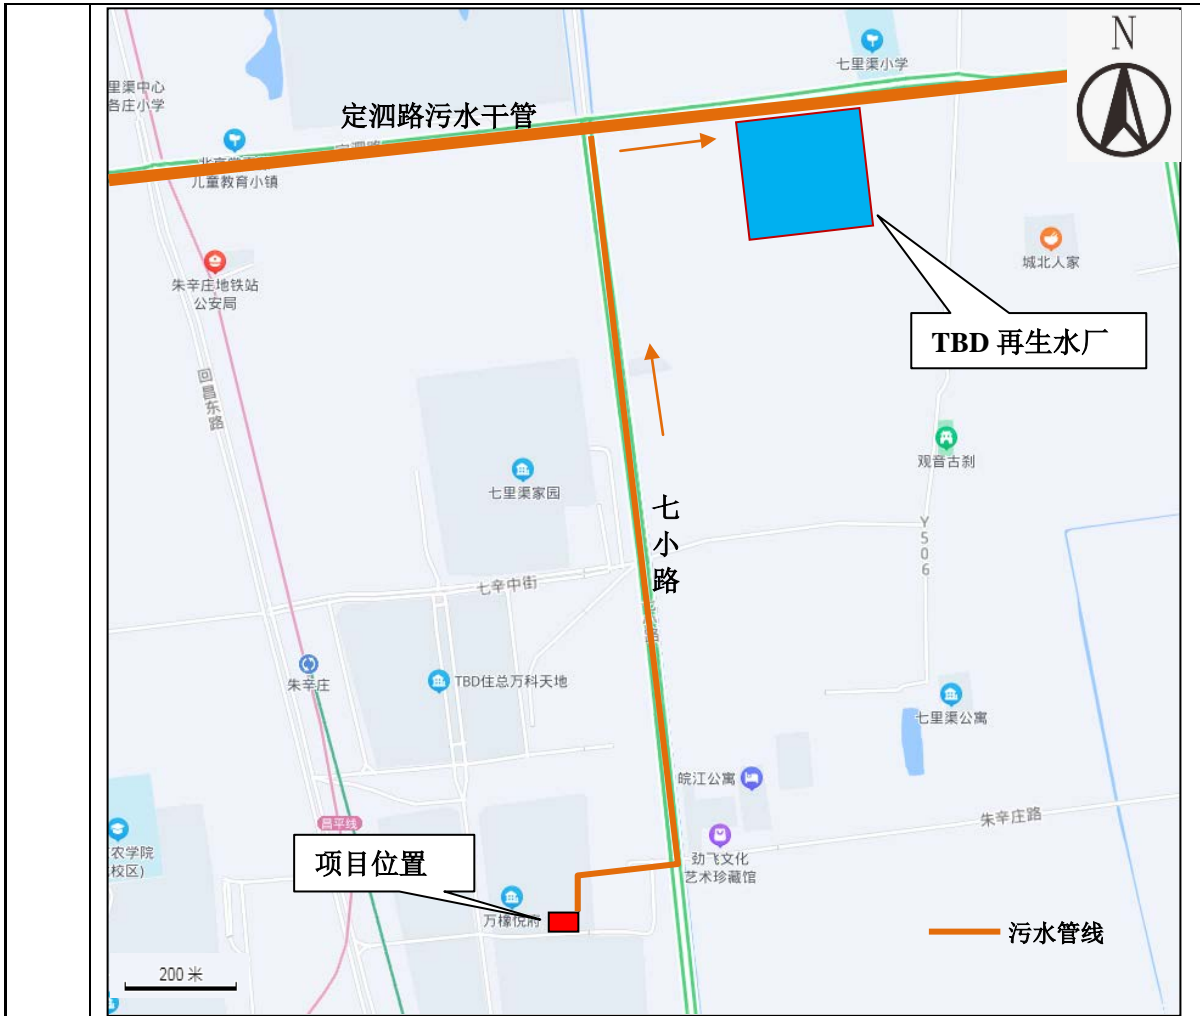 N
七里渠小学
里渠中心
各庄小学
定泗路污水干管
儿童教育小镇
朱辛庄地铁站
公安局
城北人家
TBD 再生水厂
回昌东路
观音古刹
七里渠家园
七小路
Y506
七辛中街
朱辛庄
TBD住总万科天地
七里渠公寓
皖江公寓
朱辛庄路
昌平线
农学院
校区)
项目位置
劲飞文化
艺术珍藏馆
万橡悦府
污水管线
200 米